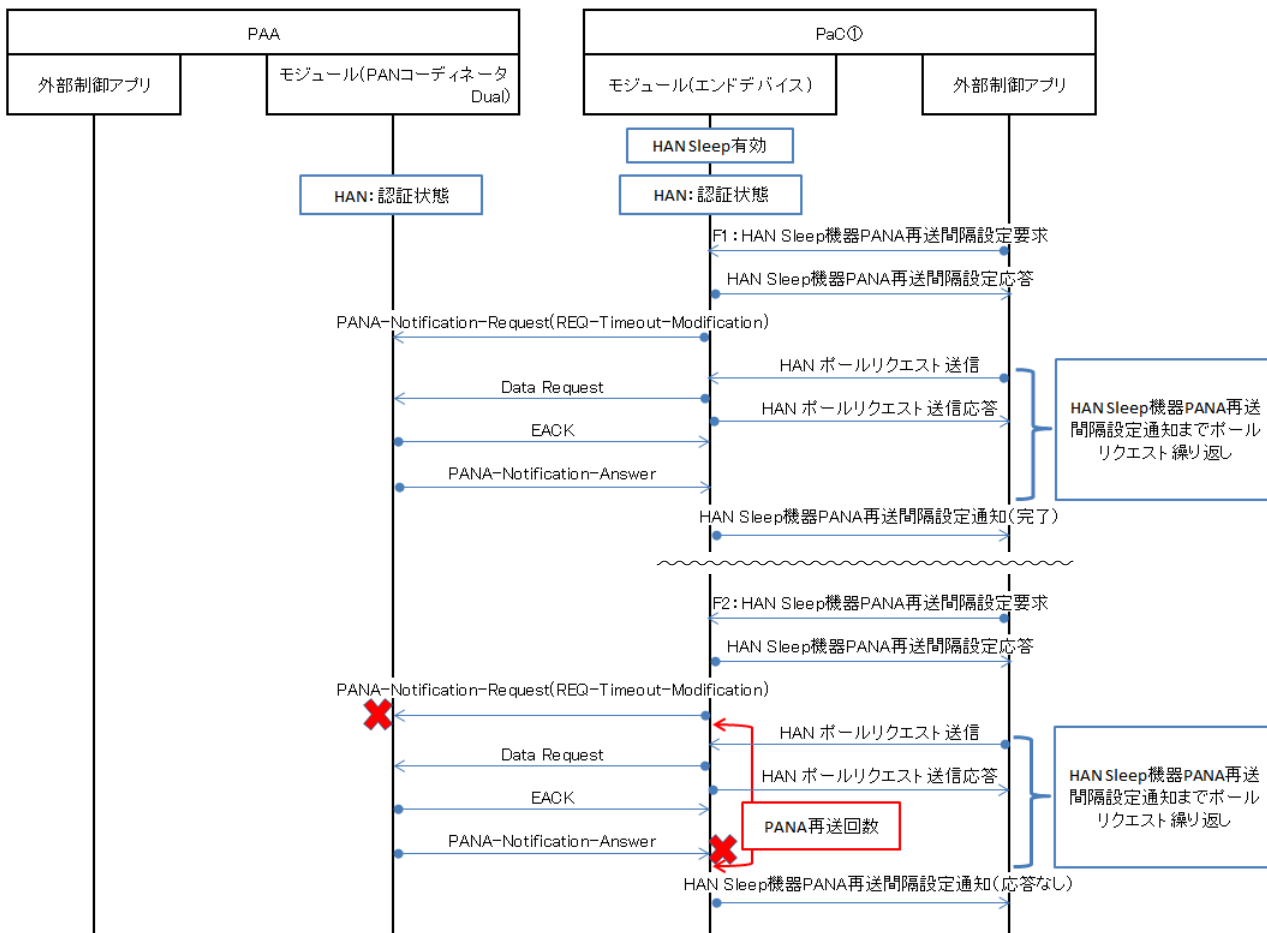 PAA
PaC①
外部制御アプリ
モジュール(PANコーディネータ
Dual)
モジュール(エンドデバイス)
外部制御アプリ
HAN Sleep有効
HAN：認証状態
HAN：認証状態
F1：HAN Sleep機器PANA再送間隔設定要求
HAN Sleep機器PANA再送間隔設定応答
PANA-Notification-Request(REQ-Timeout-Modification)
HAN ポールリクエスト送信
Data Request
HAN ポールリクエスト送信応答
EACK
PANA-Notification-Answer
HAN Sleep機器PANA再送
間隔設定通知までポール
リクエスト繰り返し
HAN Sleep機器PANA再送間隔設定通知(完了)
F2：HAN Sleep機器PANA再送間隔設定要求
HAN Sleep機器PANA再送間隔設定応答
PANA-Notification-Request(REQ-Timeout-Modification)
HAN ポールリクエスト送信
Data Request
HAN ポールリクエスト送信応答
EACK
PANA再送回数
PANA-Notification-Answer
HAN Sleep機器PANA再送
間隔設定通知までポール
リクエスト繰り返し
HAN Sleep機器PANA再送間隔設定通知(応答なし)